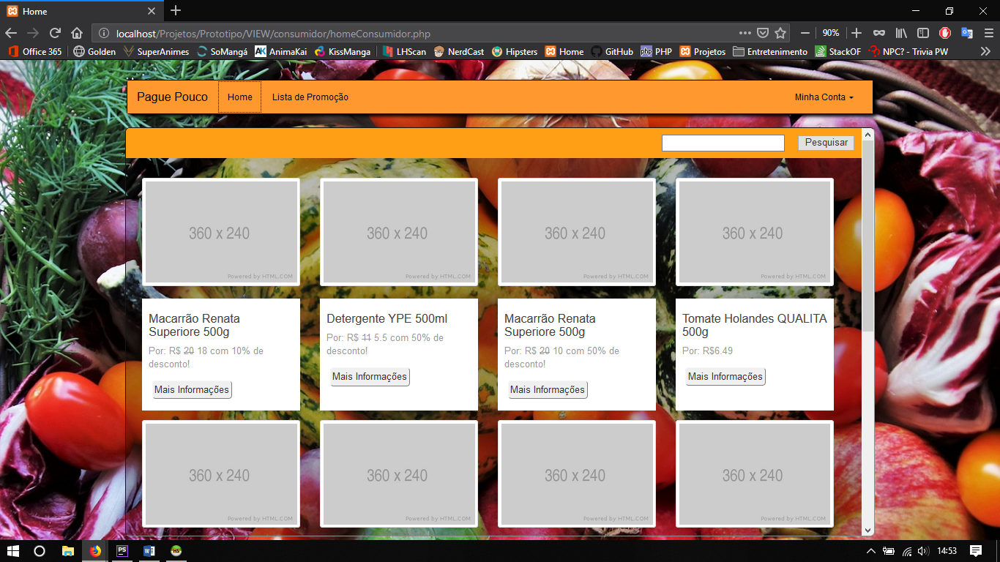 Home
localhost/Projetos/Prototipo/VIEW/consumidor/homeConsumidor.php
90%
Office 365
Golden
SuperAnimes
SoMangá
AK
AnimaKai
KissManga
LHScan
NerdCast
Hipsters
Home
GitHub
php
PHP
Projetos
Entretenimento
StackOF
NPC? - Trivia PW
Pague Pouco
Home
Lista de Promoção
Minha Conta
Pesquisar
360 x 240
Powered by HTML.COM
360 x 240
Powered by HTML.COM
360 x 240
Powered by HTML.COM
360 x 240
Powered by HTML.COM
Macarrão Renata
Superiore 500g
Por: R$ 20 18 com 10% de
desconto!
Mais Informações
Detergente YPE 500ml
Por: R$ 11 5.5 com 50% de
desconto!
Mais Informações
Macarrão Renata
Superiore 500g
Por: R$ 20 10 com 50% de
desconto!
Mais Informações
Tomate Holandes QUALITA
500g
Por: R$6.49
Mais Informações
360 x 240
Powered by HTML.COM
360 x 240
Powered by HTML.COM
360 x 240
Powered by HTML.COM
360 x 240
Powered by HTML.COM
PS
W
HS
14:53